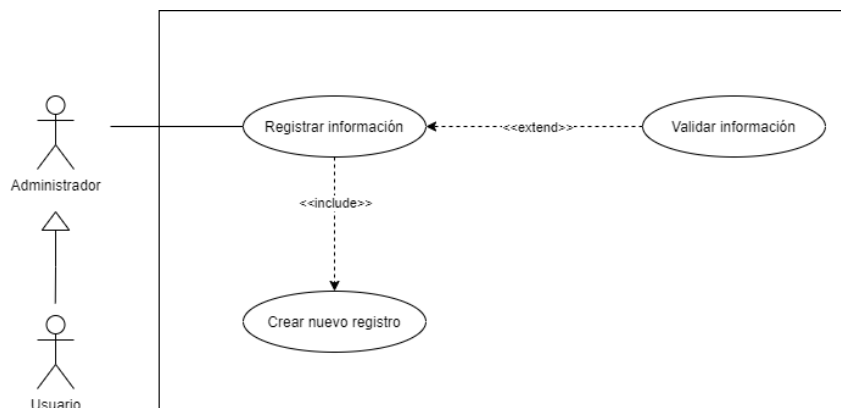 Registrar información
<<extend>>
Validar información
Administrador
<<include>>
Crear nuevo registro
Usuario